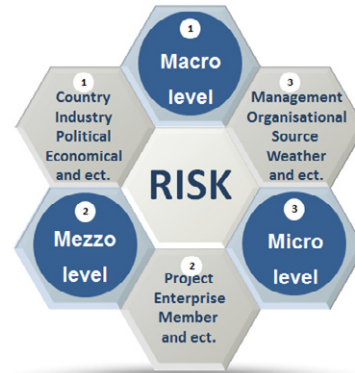 1
Macro
level
1
Country
Industry
Political
Economical
and ect.
3
Management
Organisational
Source
Weather
and ect.
RISK
2
Mezzo
level
3
Micro
level
2
Project
Enterprise
Member
and ect.